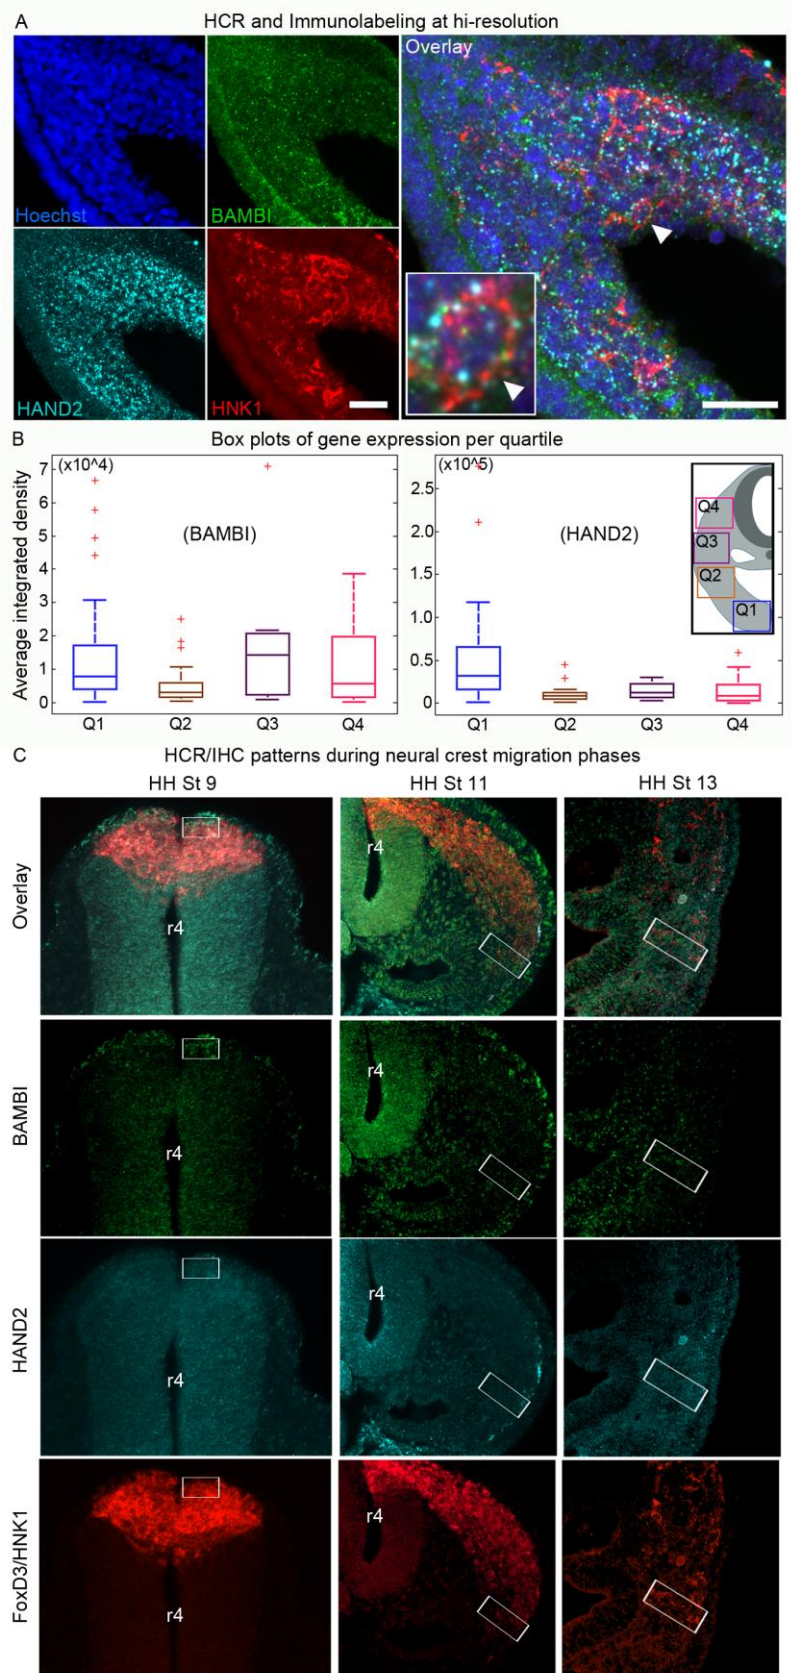 A HCR and Immunolabeling at hi-resolution
Hoechst
BAMBI
Overlay
HAND2
HNK1
B Box plots of gene expression per quartile
Average integrated density
(x10^4)
(BAMBI)
7
6
5
4
3
2
1
0
Q1 Q2 Q3 Q4
(x10^5)
(HAND2)
2.5
2.0
1.5
1.0
0.5
0
Q1 Q2 Q3 Q4
Q4
Q3
Q2
Q1
C HCR/IHC patterns during neural crest migration phases
HH St 9 HH St 11 HH St 13
Overlay
r4
r4
BAMBI
r4
r4
HAND2
r4
r4
FoxD3/HNK1
r4
r4